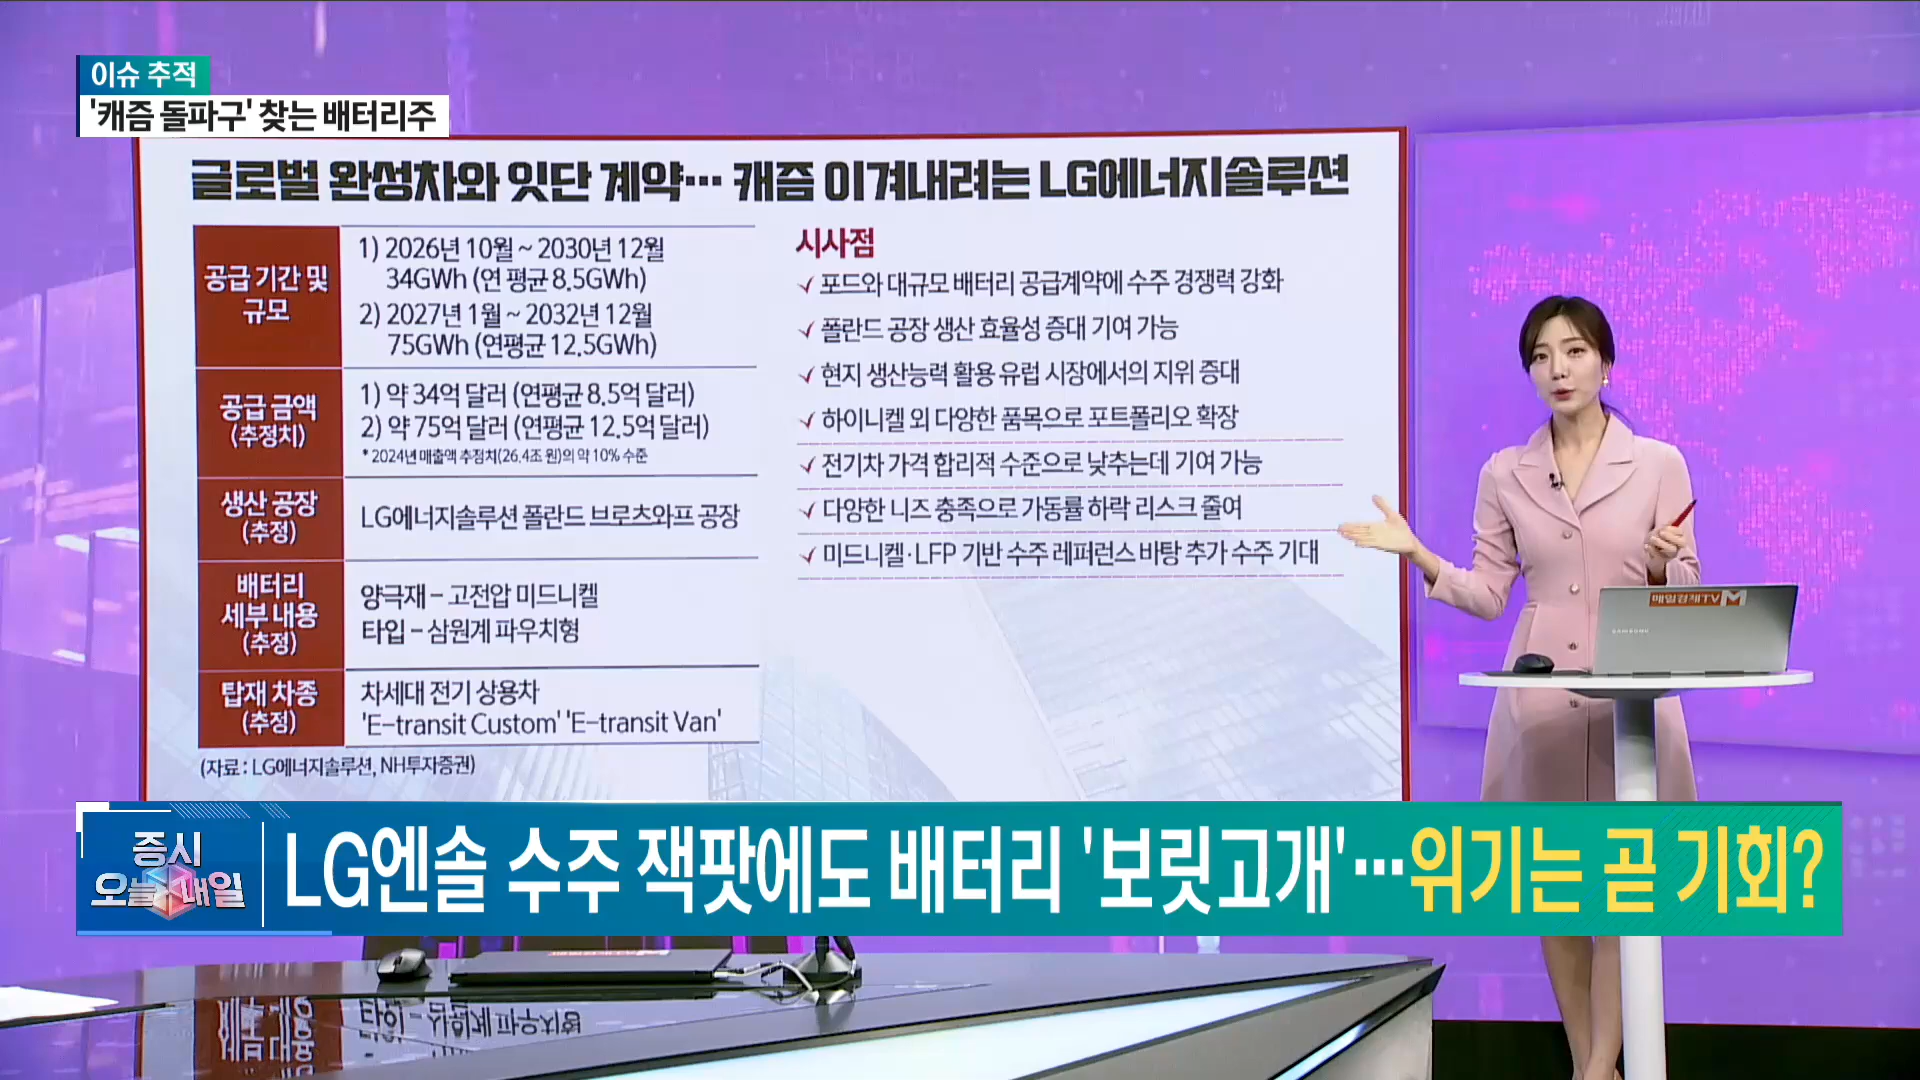 이슈 추적
'캐즘 돌파구' 찾는 배터리주
글로벌 완성차와 잇단 계약… 캐즘 이겨내려는 LG에너지솔루션
공급 기간 및
규모
1) 2026년 10월 ~ 2030년 12월
34GWh (연 평균 8.5GWh)
2) 2027년 1월 ~ 2032년 12월
75GWh (연평균 12.5GWh)
공급 금액
(추정치)
1) 약 34억 달러 (연평균 8.5억 달러)
2) 약 75억 달러 (연평균 12.5억 달러)
* 2024년 매출액 추정치(26.4조 원)의 약 10% 수준
생산 공장
(추정)
LG에너지솔루션 폴란드 브로츠와프 공장
배터리
세부 내용
(추정)
양극재 – 고전압 미드니켈
타입 – 삼원계 파우치형
탑재 차종
(추정)
차세대 전기 상용차
'E-transit Custom' 'E-transit Van'
(자료 : LG에너지솔루션, NH투자증권)
시사점
✓ 포드와 대규모 배터리 공급계약에 수주 경쟁력 강화
✓ 폴란드 공장 생산 효율성 증대 기여 가능
✓ 현지 생산능력 활용 유럽 시장에서의 지위 증대
✓ 하이니켈 외 다양한 품목으로 포트폴리오 확장
✓ 전기차 가격 합리적 수준으로 낮추는데 기여 가능
✓ 다양한 니즈 충족으로 가동률 하락 리스크 줄여
✓ 미드니켈·LFP 기반 수주 레퍼런스 바탕 추가 수주 기대
매일경제TV M
SAMSUNG
증시
오늘 내일
LG엔솔 수주 잭팟에도 배터리 '보릿고개'…위기는 곧 기회?